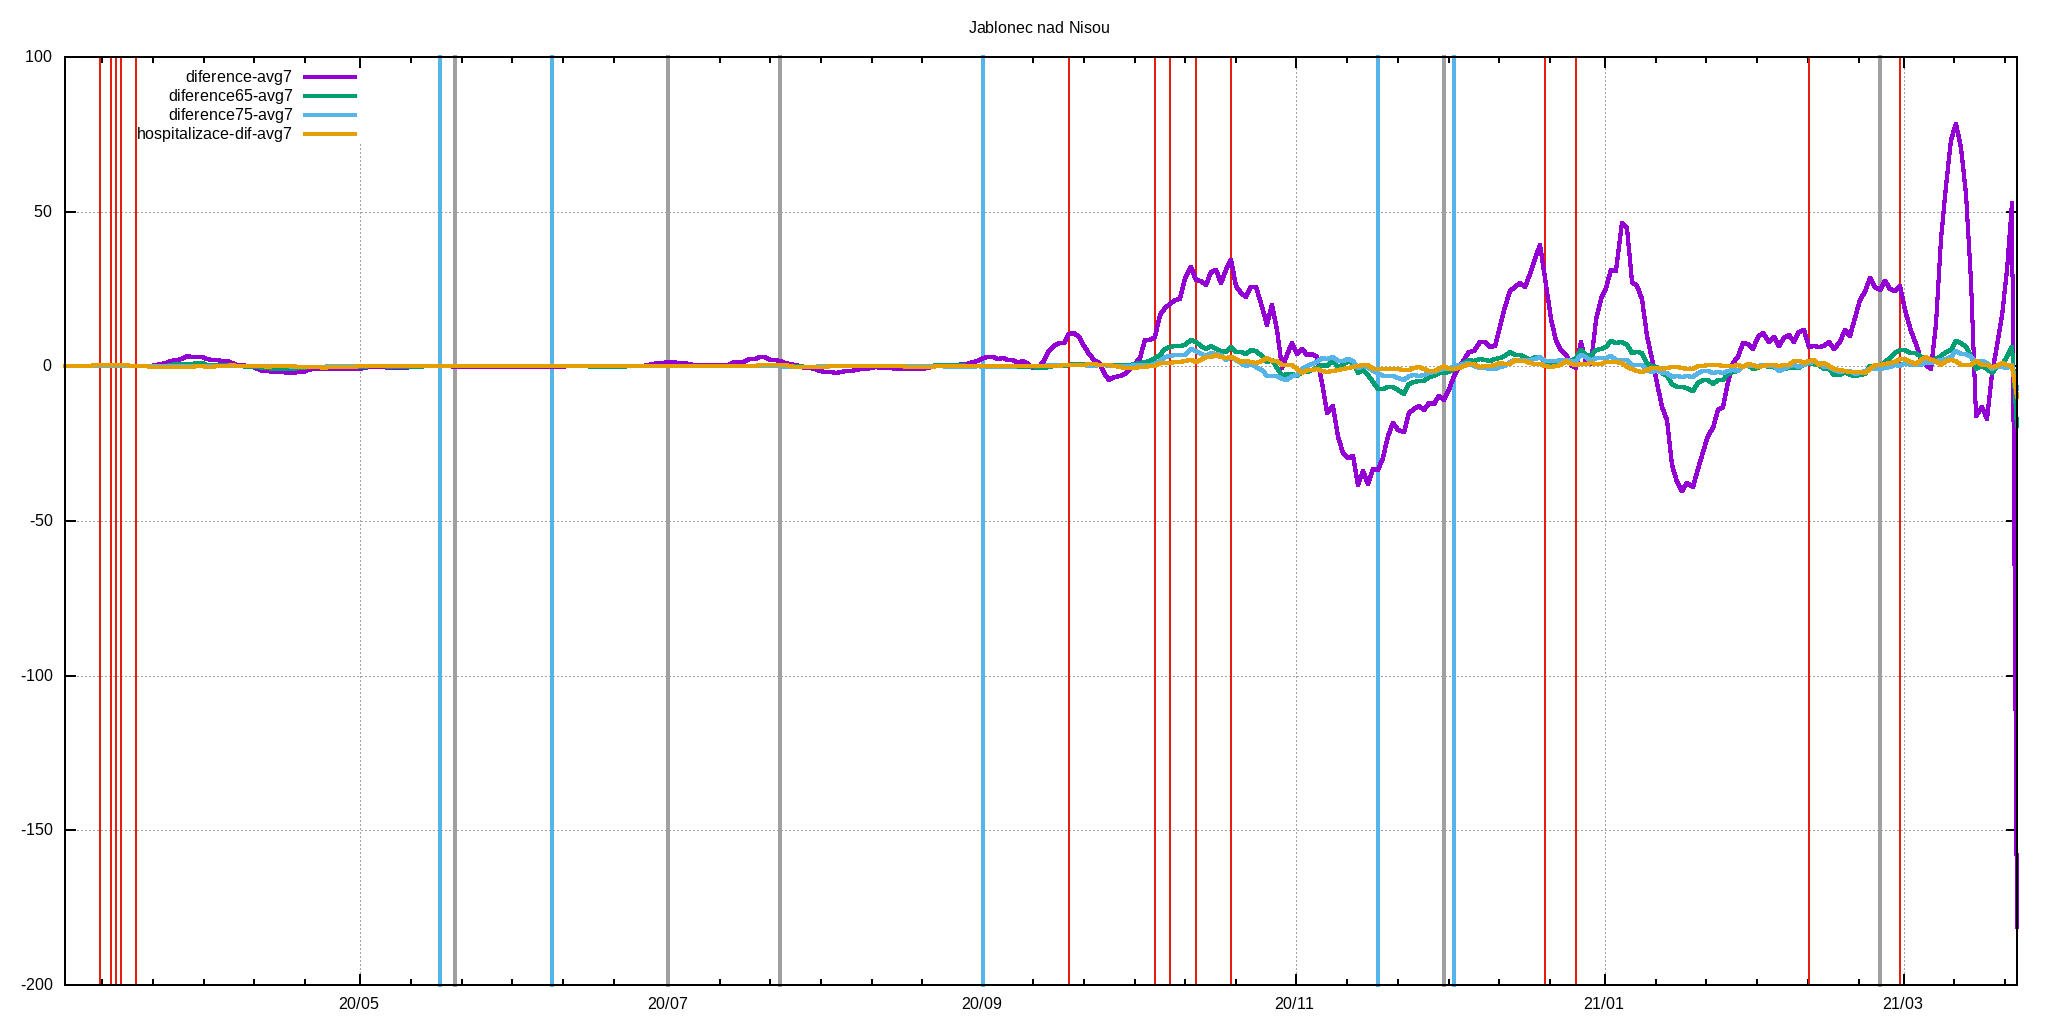 Jablonec nad Nisou
100
50
0
-50
-100
-150
-200
diference-avg7
diference65-avg7
diference75-avg7
hospitalizace-dif-avg7
20/05
20/07
20/09
20/11
21/01
21/03